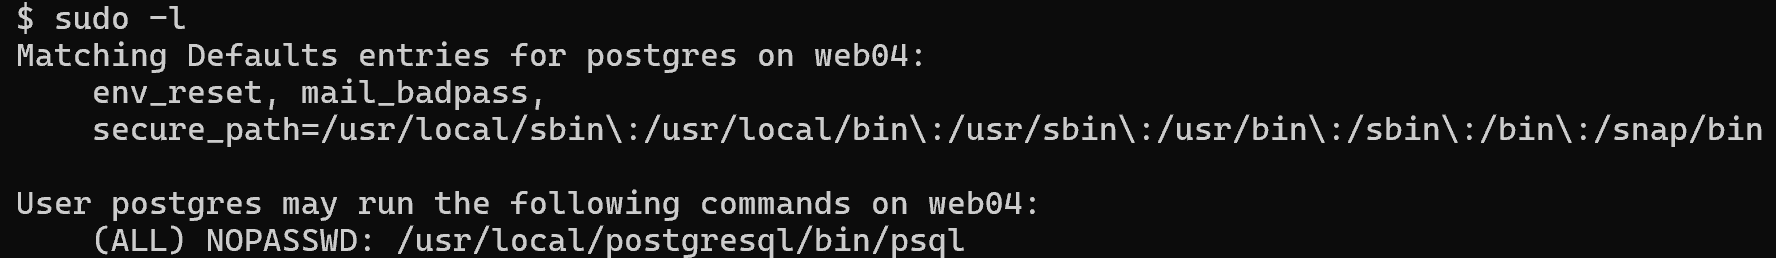 $ sudo -l
Matching Defaults entries for postgres on web04:
    env_reset, mail_badpass,
    secure_path=/usr/local/sbin\:/usr/local/bin\:/usr/sbin\:/usr/bin\:/sbin\:/bin\:/snap/bin

User postgres may run the following commands on web04:
    (ALL) NOPASSWD: /usr/local/postgresql/bin/psql